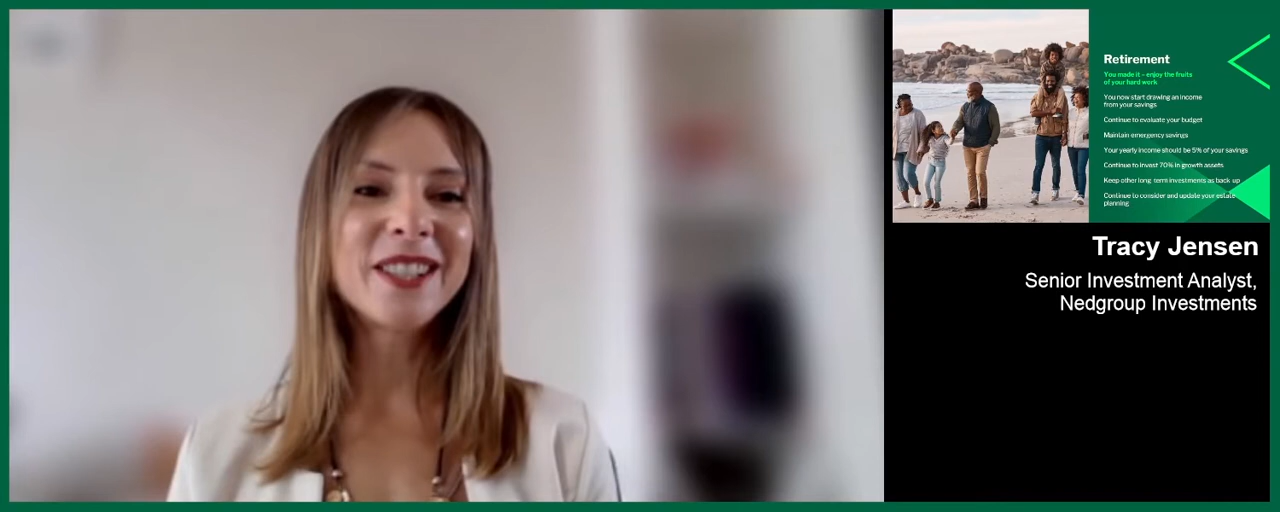 Retirement
You made it - enjoy the fruits
of your hard work
You now start drawing an income
from your savings
Continue to evaluate your budget
Maintain emergency savings
Your yearly income should be 5% of your savings
Continue to invest 70% in growth assets
Keep other long term investments as back up
Continue to consider and update your estate
planning
Tracy Jensen
Senior Investment Analyst,
Nedgroup Investments